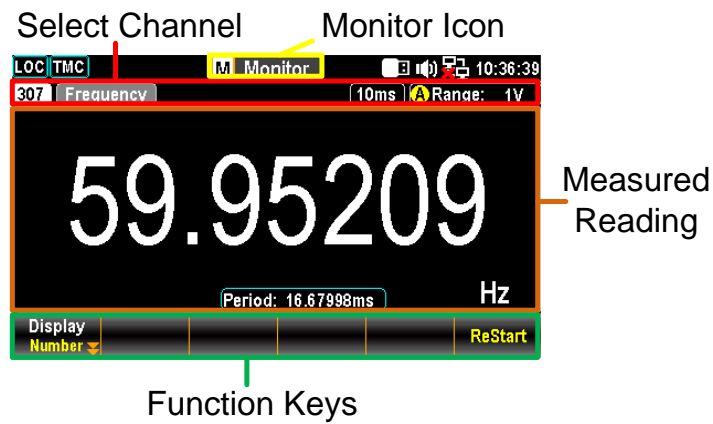 Select Channel Monitor Icon
LOC TMC M Monitor 10:36:39
307 Frequency 10ms A Range: 1V
59.95209
Measured
Reading
Period: 16.67998ms Hz
Display
Number ReStart
Function Keys